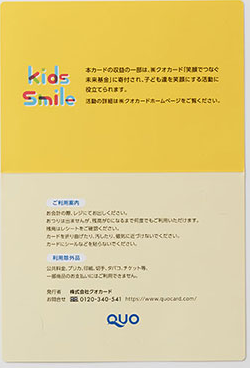 kids
smile
本カードの収益の一部は、㈱クオカード「笑顔でつなぐ
未来基金」に寄付され、子ども達を笑顔にする活動に
役立てられます。
活動の詳細は㈱クオカードホームページをご覧ください。
ご利用案内
お会計の際、レジにてお出しください。
おつりは出ませんが、残高が0になるまで何度でもご利用いただけます。
残高はレシートをご確認ください。
カードを折り曲げたり、汚したり、磁気に近づけないでください。
カードにシールなどを貼らないでください。
利用除外品
公共料金、プリカ、印紙、切手、タバコ、チケット等、
一部商品のお支払いにはご利用できません。
発行者 株式会社クオカード
お問合せ 0120-340-541 https://www.quocard.com/
QUO